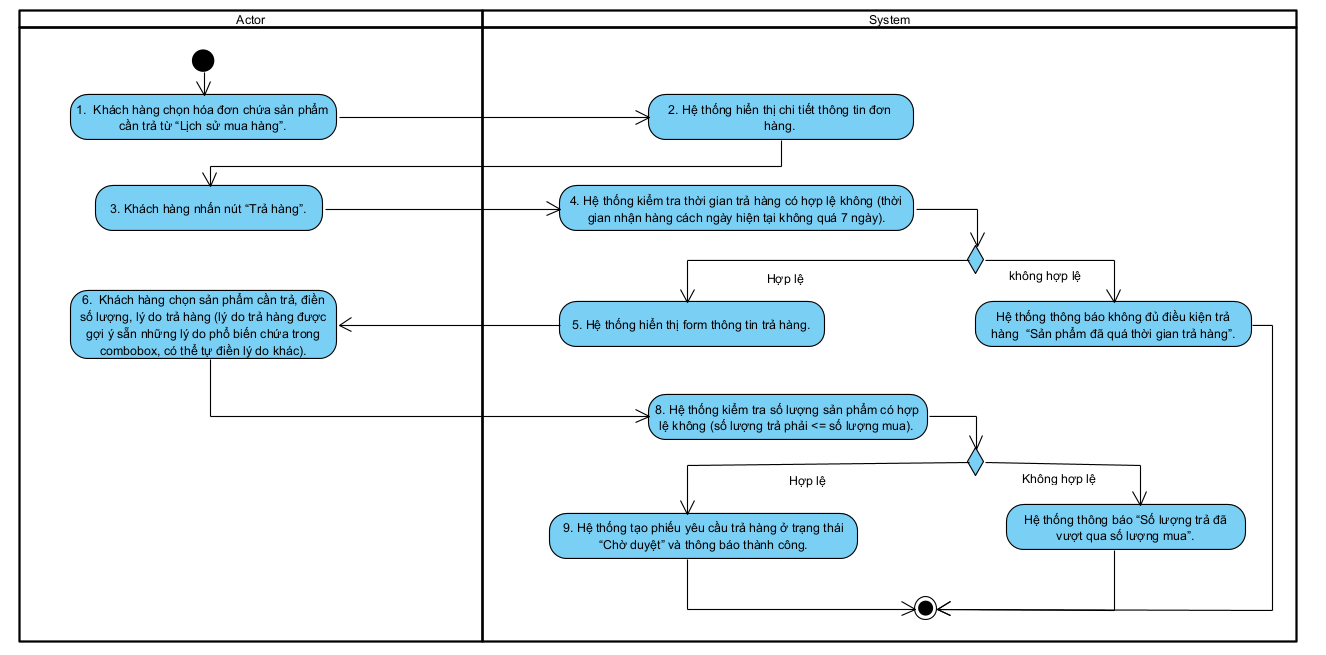 Actor
System
1. Khách hàng chọn hóa đơn chứa sản phẩm
cần trả từ “Lịch sử mua hàng”.
2. Hệ thống hiển thị chi tiết thông tin đơn
hàng.
3. Khách hàng nhấn nút “Trả hàng”.
4. Hệ thống kiểm tra thời gian trả hàng có hợp lệ không (thời
gian nhận hàng cách ngày hiện tại không quá 7 ngày).
Hợp lệ
không hợp lệ
6. Khách hàng chọn sản phẩm cần trả, điền
số lượng, lý do trả hàng (lý do trả hàng được
gợi ý sẵn những lý do phổ biến chứa trong
combobox, có thể tự điền lý do khác).
5. Hệ thống hiển thị form thông tin trả hàng.
Hệ thống thông báo không đủ điều kiện trả
hàng “Sản phẩm đã quá thời gian trả hàng”.
8. Hệ thống kiểm tra số lượng sản phẩm có hợp
lệ không (số lượng trả phải <= số lượng mua).
Hợp lệ
Không hợp lệ
9. Hệ thống tạo phiếu yêu cầu trả hàng ở trạng thái
“Chờ duyệt” và thông báo thành công.
Hệ thống thông báo “Số lượng trả đã
vượt qua số lượng mua”.